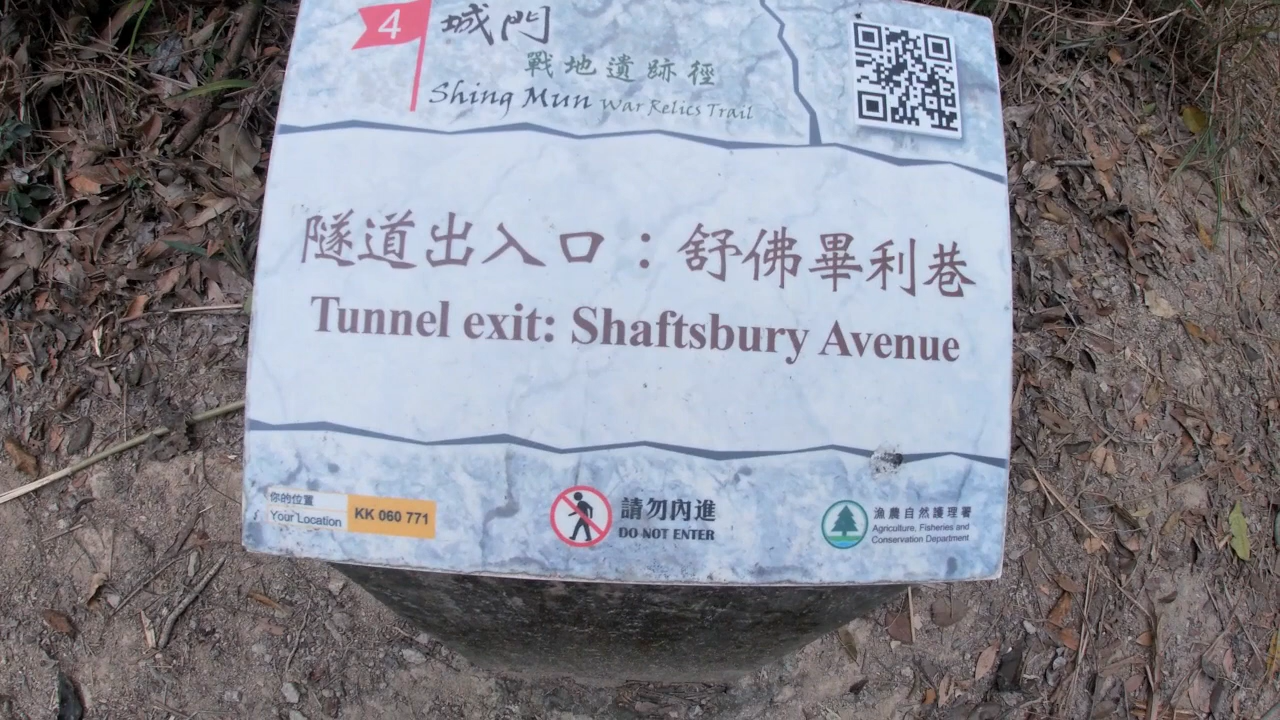 4
城門
戰地遺跡徑
Shing Mun War Relics Trail
隧道出入口：舒佛畢利巷
Tunnel exit: Shaftsbury Avenue
你的位置
Your Location
KK 060 771
請勿內進
DO NOT ENTER
漁農自然護理署
Agriculture, Fisheries and
Conservation Department